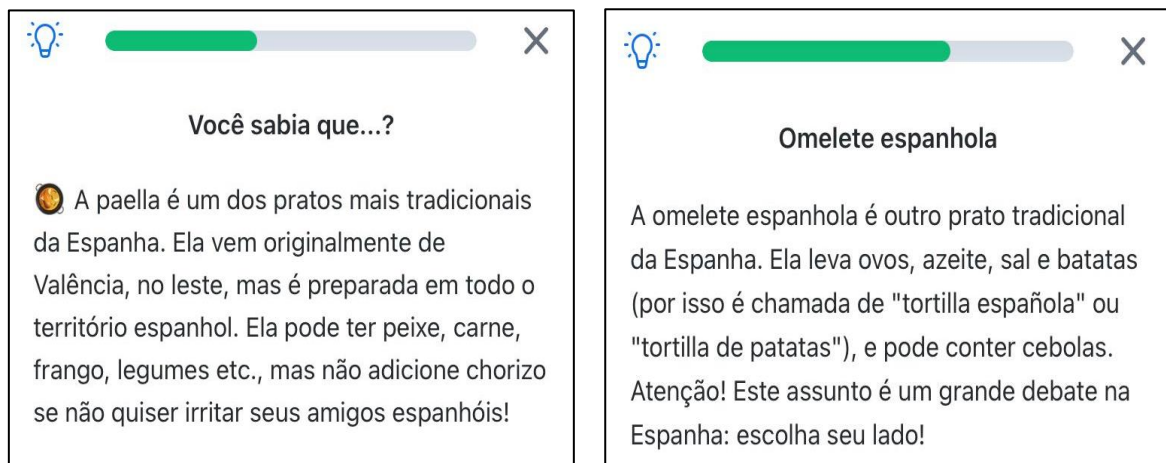 Você sabia que...?
A paella é um dos pratos mais tradicionais
da Espanha. Ela vem originalmente de
Valência, no leste, mas é preparada em todo o
território espanhol. Ela pode ter peixe, carne,
frango, legumes etc., mas não adicione chorizo
se não quiser irritar seus amigos espanhóis!
Omelete espanhola
A omelete espanhola é outro prato tradicional
da Espanha. Ela leva ovos, azeite, sal e batatas
(por isso é chamada de "tortilla española" ou
"tortilla de patatas"), e pode conter cebolas.
Atenção! Este assunto é um grande debate na
Espanha: escolha seu lado!